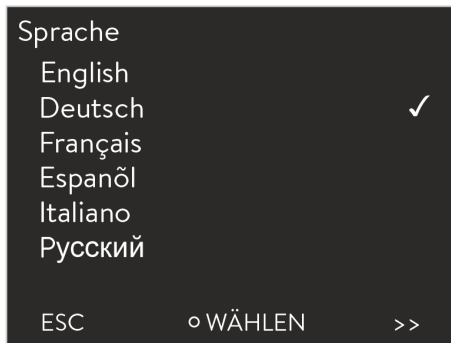 Sprache
English
Deutsch ✓
Français
Espanõl
Italiano
Русский
ESC ○ WÄHLEN >>